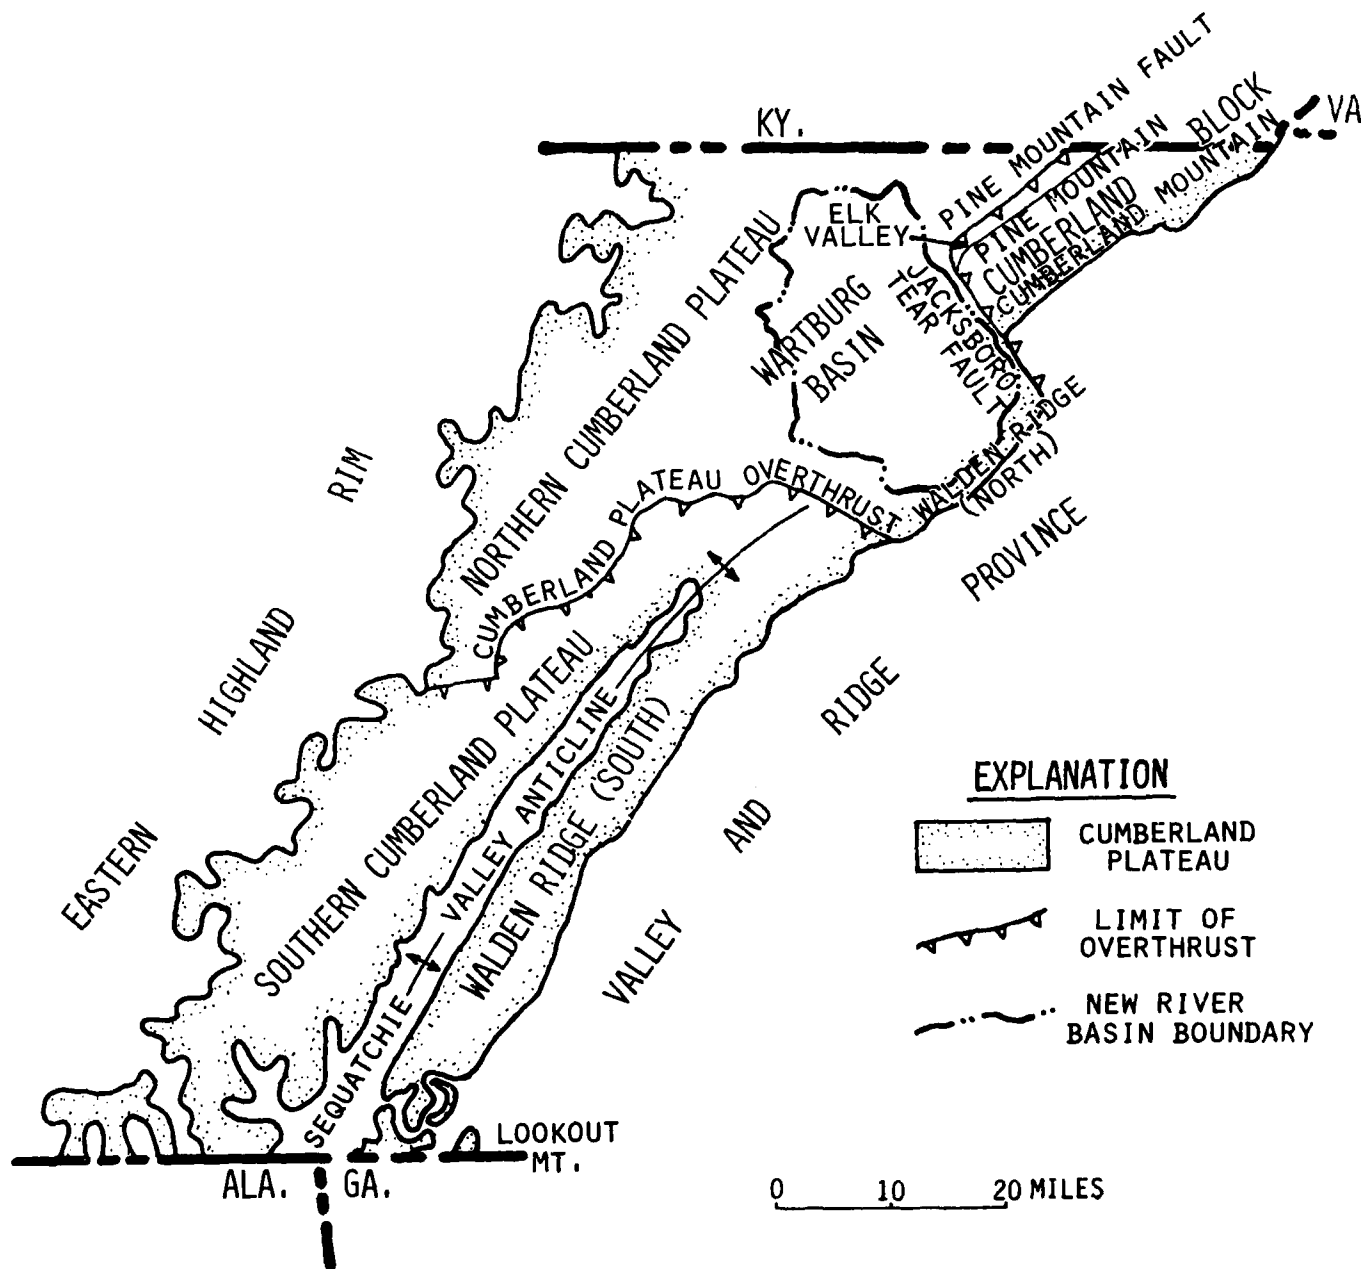 KY.
VA
PINE MOUNTAIN FAULT
PINE MOUNTAIN
CUMBERLAND BLOCK
CUMBERLAND MOUNTAIN
ELK
VALLEY
JACKSBORO
TEAR FAULT
WARTBURG
BASIN
NORTHERN CUMBERLAND PLATEAU
CUMBERLAND PLATEAU OVERTHRUST
WALDEN RIDGE
(NORTH)
EASTERN HIGHLAND RIM
SOUTHERN CUMBERLAND PLATEAU
SEQUATCHIE VALLEY ANTICLINE
WALDEN RIDGE (SOUTH)
VALLEY AND RIDGE PROVINCE
EXPLANATION
CUMBERLAND
PLATEAU
LIMIT OF
OVERTHRUST
NEW RIVER
BASIN BOUNDARY
LOOKOUT
MT.
ALA.
GA.
0 10 20 MILES